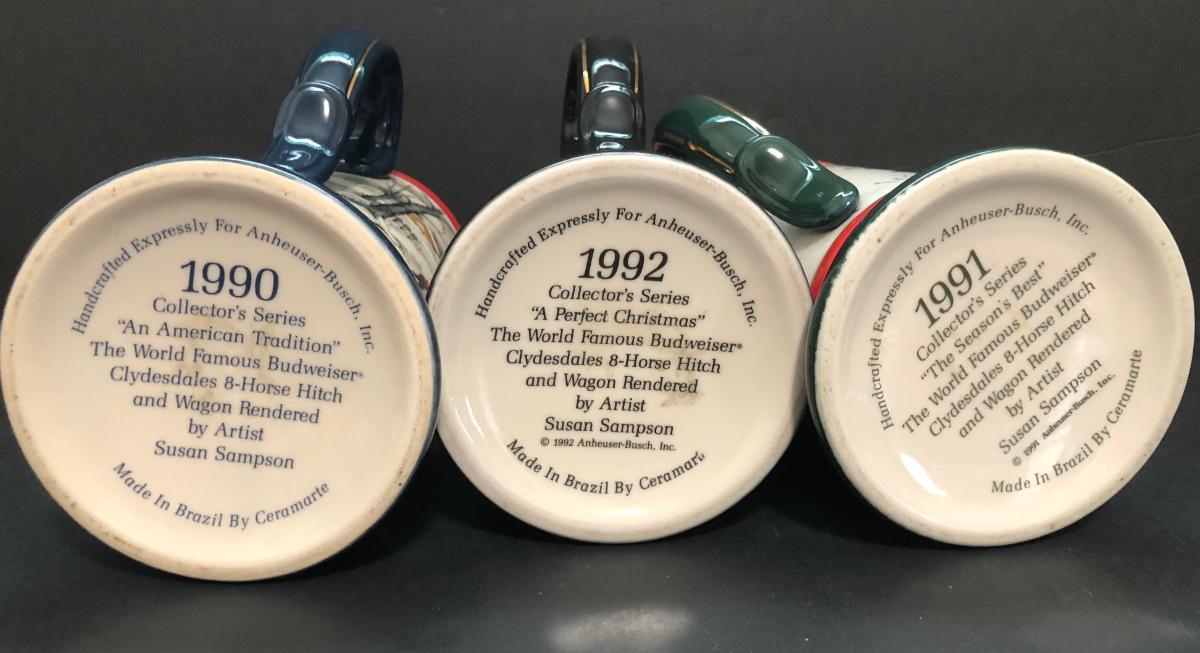 Handcrafted Expressly For Anheuser-Busch, Inc.
1990
Collector's Series
"An American Tradition"
The World Famous Budweiser®
Clydesdales 8-Horse Hitch
and Wagon Rendered
by Artist
Susan Sampson
Made In Brazil By Ceramarte
Handcrafted Expressly For Anheuser-Busch, Inc.
1992
Collector's Series
"A Perfect Christmas"
The World Famous Budweiser®
Clydesdales 8-Horse Hitch
and Wagon Rendered
by Artist
Susan Sampson
© 1992 Anheuser-Busch, Inc.
Made In Brazil By Ceramart
Handcrafted Expressly For Anheuser-Busch, Inc.
1991
Collector's Series
"The Season's Best"
The World Famous Budweiser®
Clydesdales 8-Horse Hitch
and Wagon Rendered
by Artist
Susan Sampson
© 1991 Anheuser-Busch, Inc.
Made In Brazil By Ceramarte